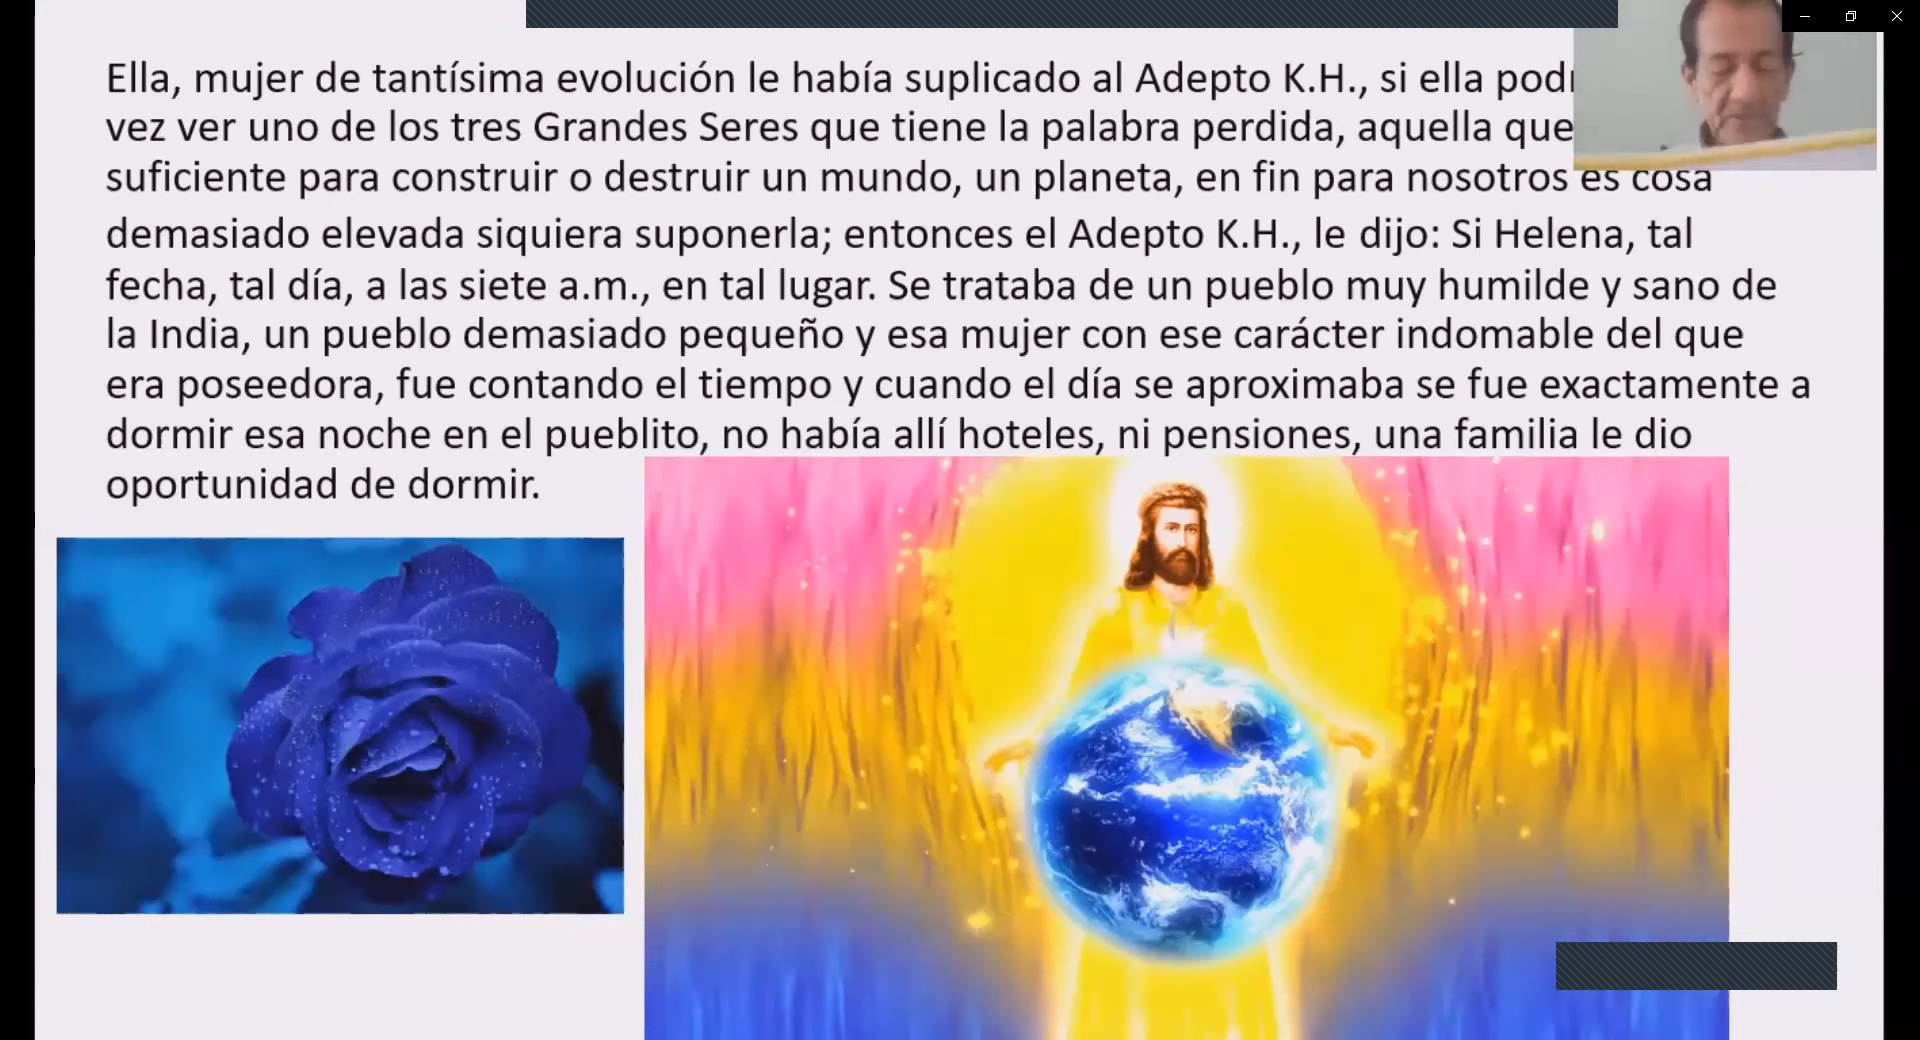 Ella, mujer de tantísima evolución le había suplicado al Adepto K.H., si ella
vez ver uno de los tres Grandes Seres que tiene la palabra perdida, aquella que
suficiente para construir o destruir un mundo, un planeta, en fin para nosotros es cosa
demasiado elevada siquiera suponerla; entonces el Adepto K.H., le dijo: Si Helena, tal
fecha, tal día, a las siete a.m., en tal lugar. Se trataba de un pueblo muy humilde y sano de
la India, un pueblo demasiado pequeño y esa mujer con ese carácter indomable del que
era poseedora, fue contando el tiempo y cuando el día se aproximaba se fue exactamente a
dormir esa noche en el pueblito, no había allí hoteles, ni pensiones, una familia le dio
oportunidad de dormir.